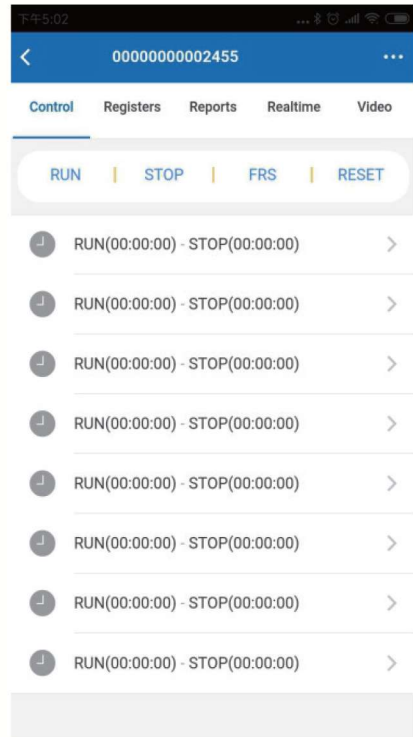 下午5:02
00000000002455
Control Registers Reports Realtime Video
RUN | STOP | FRS | RESET
RUN(00:00:00) - STOP(00:00:00)
RUN(00:00:00) - STOP(00:00:00)
RUN(00:00:00) - STOP(00:00:00)
RUN(00:00:00) - STOP(00:00:00)
RUN(00:00:00) - STOP(00:00:00)
RUN(00:00:00) - STOP(00:00:00)
RUN(00:00:00) - STOP(00:00:00)
RUN(00:00:00) - STOP(00:00:00)